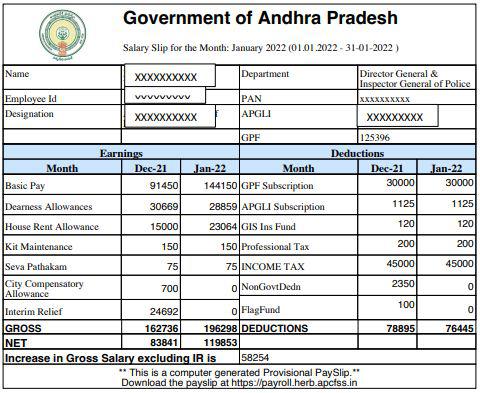 Government of Andhra Pradesh
Salary Slip for the Month: January 2022 (01.01.2022 - 31-01-2022 )
Name XXXXXXXXXX Department Director General & Inspector General of Police
Employee Id VVVVVVVVV PAN xxxxxxxxxx
Designation XXXXXXXXXX APGLI XXXXXXXXXX
GPF 125396
Earnings Deductions
Month Dec-21 Jan-22 Month Dec-21 Jan-22
Basic Pay 91450 144150 GPF Subscription 30000 30000
Dearness Allowances 30669 28859 APGLI Subscription 1125 1125
House Rent Allowance 15000 23064 GIS Ins Fund 120 120
Kit Maintenance 150 150 Professional Tax 200 200
Seva Pathakam 75 75 INCOME TAX 45000 45000
City Compensatory Allowance 700 0 NonGovtDedn 2350 0
Interim Relief 24692 0 FlagFund 100 0
GROSS 162736 196298 DEDUCTIONS 78895 76445
NET 83841 119853
Increase in Gross Salary excluding IR is 58254
** This is a computer generated Provisional PaySlip.**
Download the payslip at https://payroll.herb.apcfss.in